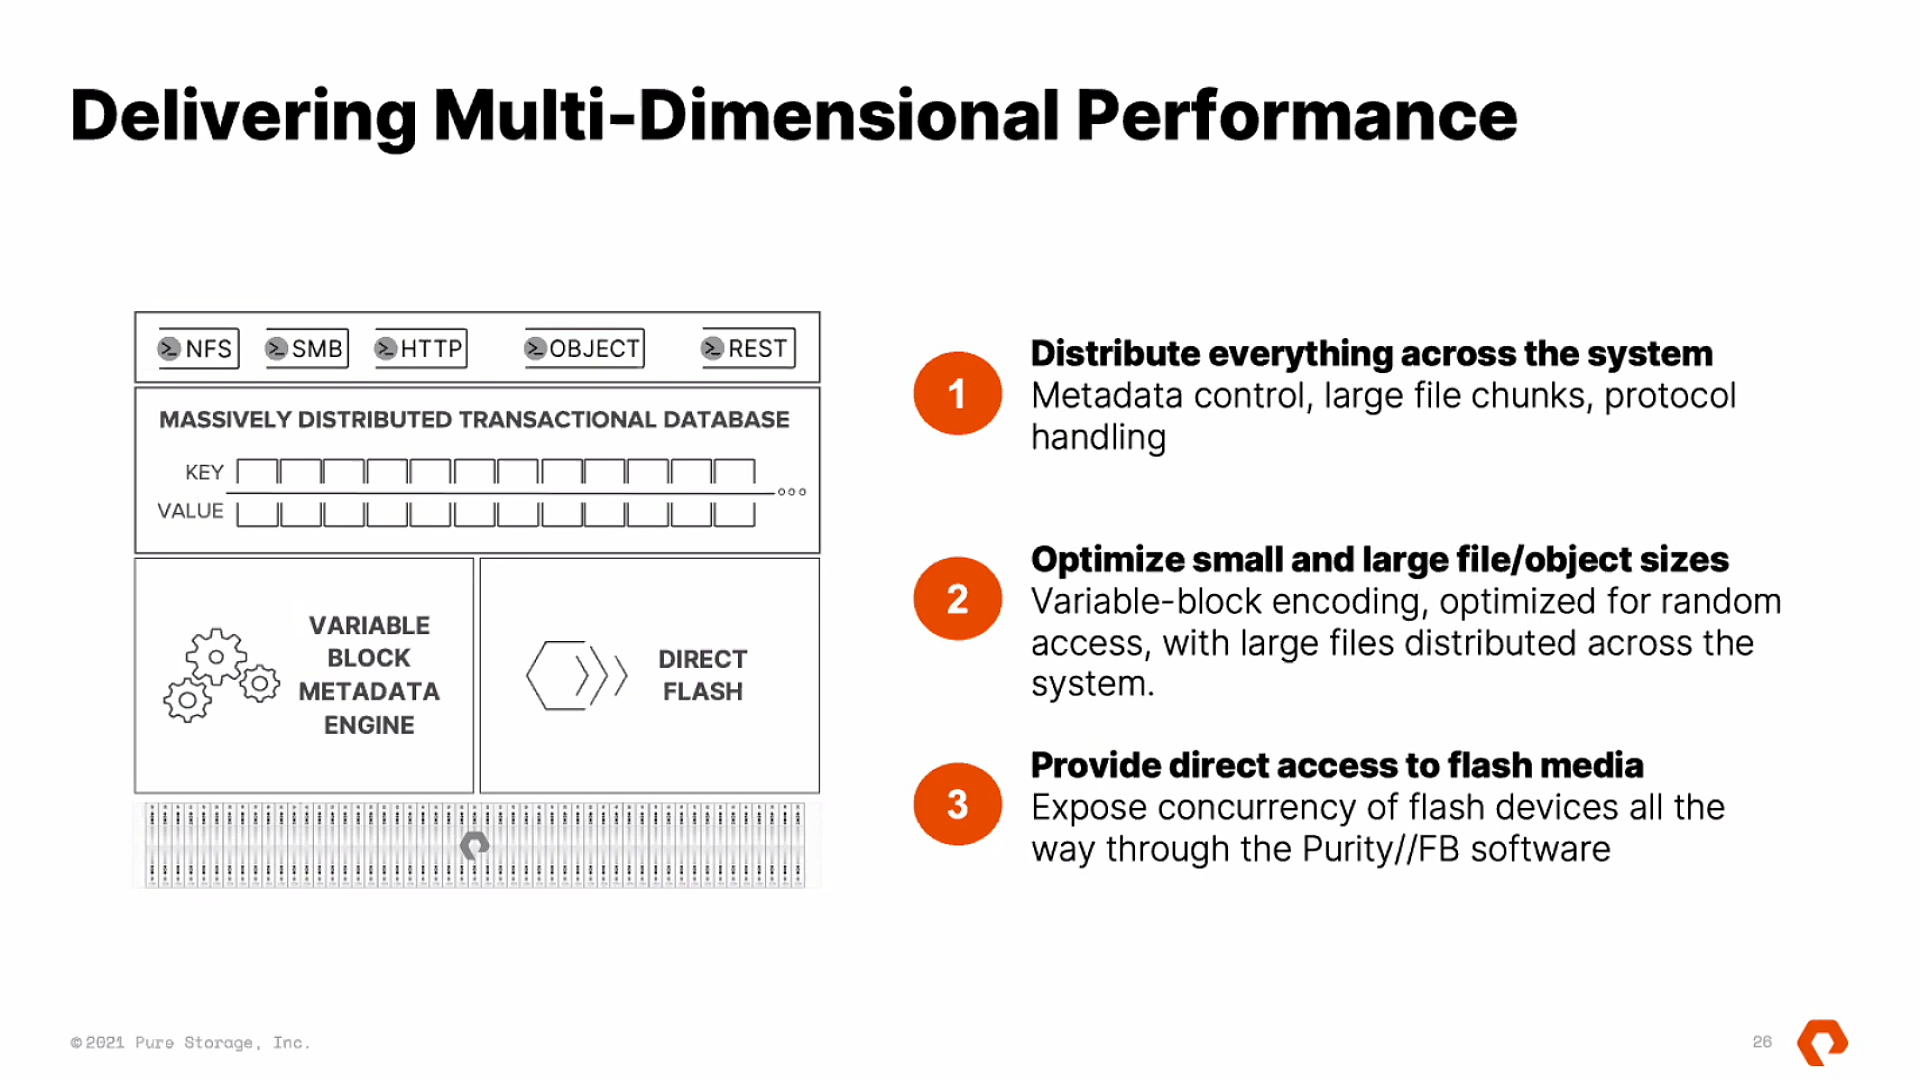 Delivering Multi-Dimensional Performance
NFS
SMB
HTTP
OBJECT
REST
MASSIVELY DISTRIBUTED TRANSACTIONAL DATABASE
KEY
VALUE
VARIABLE
BLOCK
METADATA
ENGINE
DIRECT
FLASH
1
Distribute everything across the system
Metadata control, large file chunks, protocol
handling
2
Optimize small and large file/object sizes
Variable-block encoding, optimized for random
access, with large files distributed across the
system.
3
Provide direct access to flash media
Expose concurrency of flash devices all the
way through the Purity//FB software
©2021 Pure Storage, Inc.
26